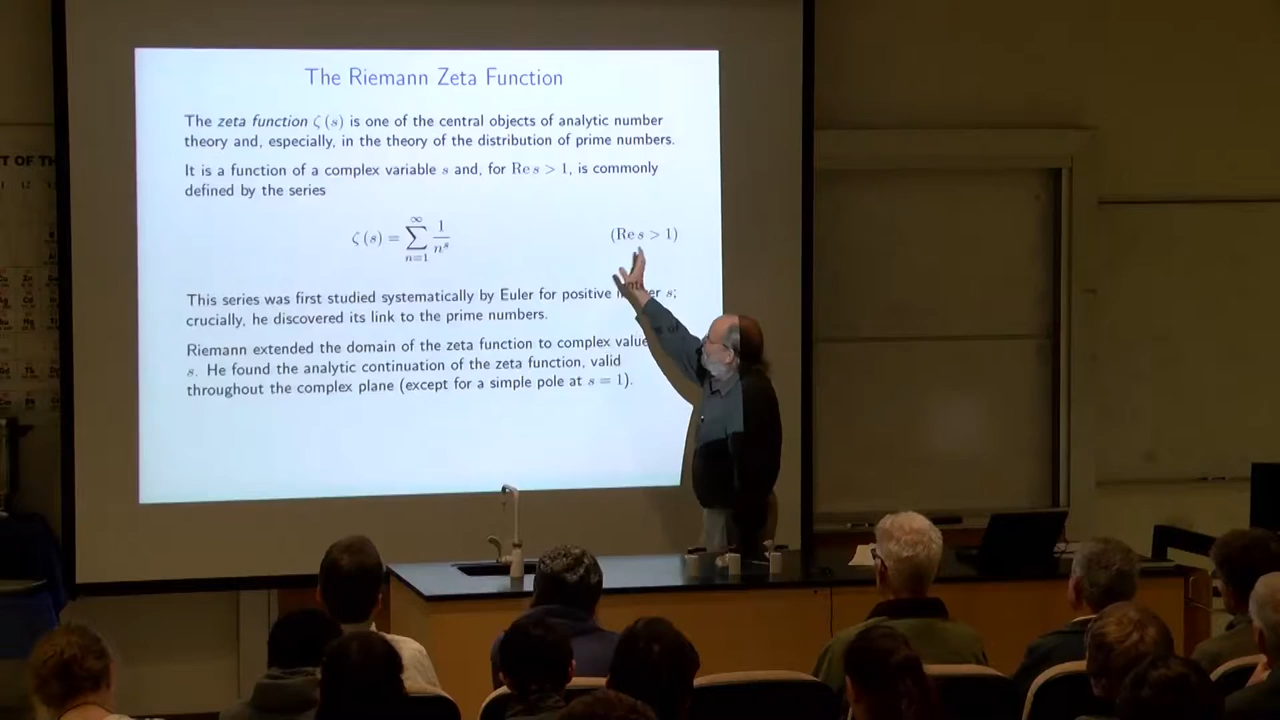 The Riemann Zeta Function
The zeta function ζ(s) is one of the central objects of analytic number
theory and, especially, in the theory of the distribution of prime numbers.
It is a function of a complex variable s and, for Re s > 1, is commonly
defined by the series
ζ(s) = ∑_{n=1}^{∞} 1/n^s (Re s > 1)
This series was first studied systematically by Euler for positive integer s;
crucially, he discovered its link to the prime numbers.
Riemann extended the domain of the zeta function to complex values of
s. He found the analytic continuation of the zeta function, valid
throughout the complex plane (except for a simple pole at s = 1).
T OF TH